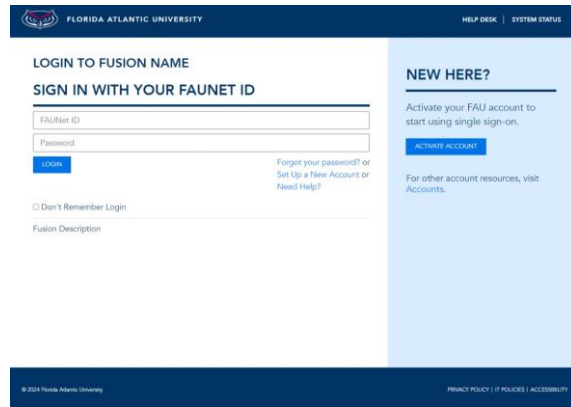 FLORIDA ATLANTIC UNIVERSITY
HELP DESK | SYSTEM STATUS
LOGIN TO FUSION NAME
SIGN IN WITH YOUR FAUNET ID
FAUNet ID
Password
LOGIN
Forgot your password? or
Set Up a New Account or
Need Help?
Don't Remember Login
Fusion Description
NEW HERE?
Activate your FAU account to
start using single sign-on.
ACTIVATE ACCOUNT
For other account resources, visit
Accounts.
© 2024 Florida Atlantic University
PRIVACY POLICY | IT POLICIES | ACCESSIBILITY